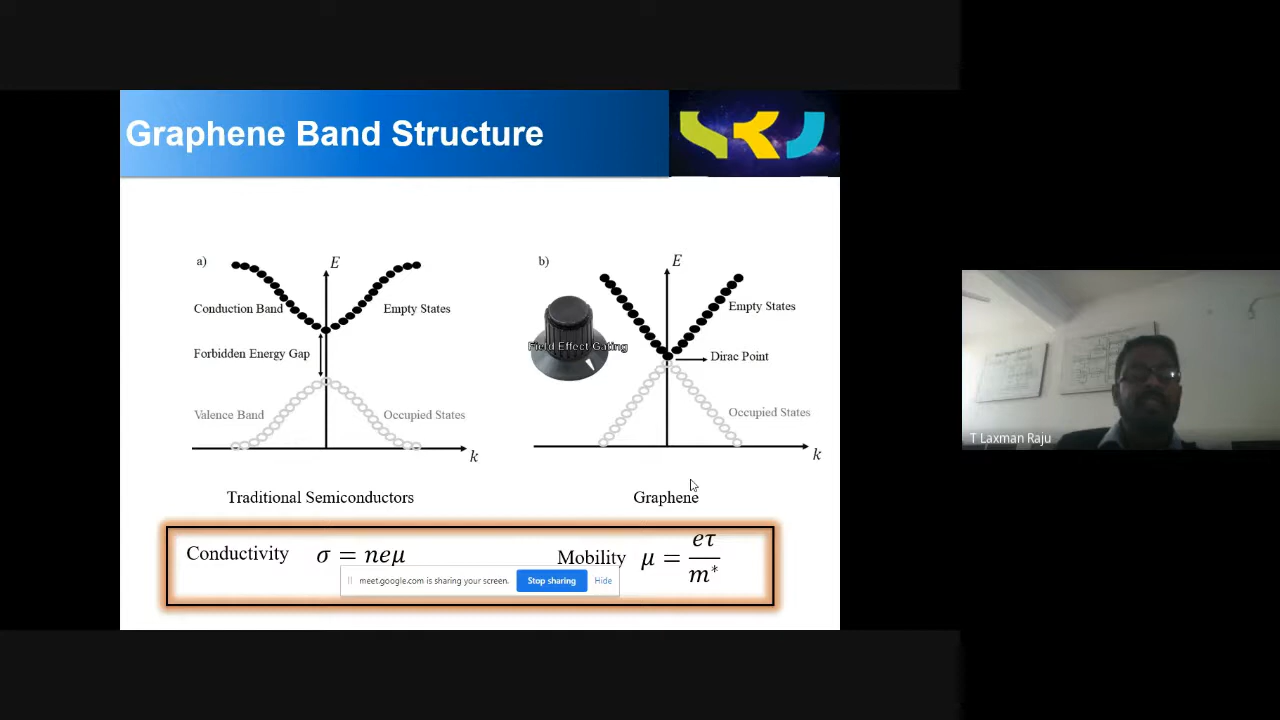 Graphene Band Structure
a)
E
Conduction Band
Empty States
Forbidden Energy Gap
Valence Band
Occupied States
k
Traditional Semiconductors
b)
E
Empty States
Field Effect Gating
Dirac Point
Occupied States
k
Graphene
Conductivity σ = neμ
Mobility μ = eτ / m*
meet.google.com is sharing your screen. Stop sharing Hide
T Laxman Raju